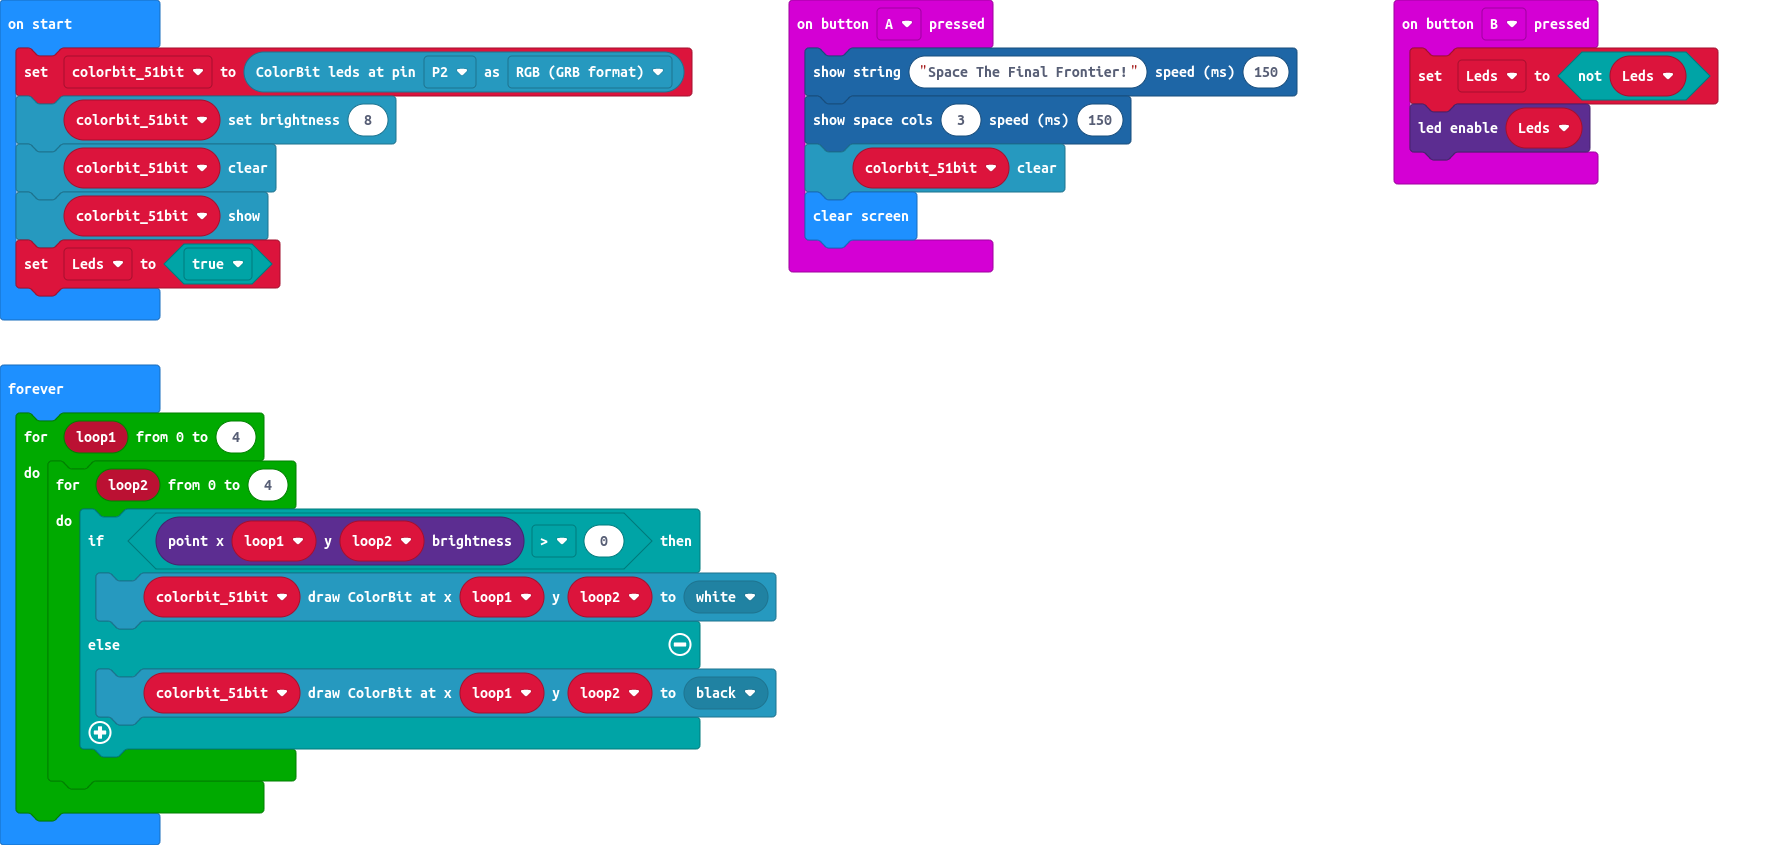 on start
set colorbit_51bit to ColorBit leds at pin P2 as RGB (GRB format)
colorbit_51bit set brightness 8
colorbit_51bit clear
colorbit_51bit show
set Leds to true
on button A pressed
show string "Space The Final Frontier!" speed (ms) 150
show space cols 3 speed (ms) 150
colorbit_51bit clear
clear screen
on button B pressed
set Leds to not Leds
led enable Leds
forever
for loop1 from 0 to 4
do
for loop2 from 0 to 4
do
if point x loop1 y loop2 brightness > 0 then
colorbit_51bit draw ColorBit at x loop1 y loop2 to white
else
colorbit_51bit draw ColorBit at x loop1 y loop2 to black